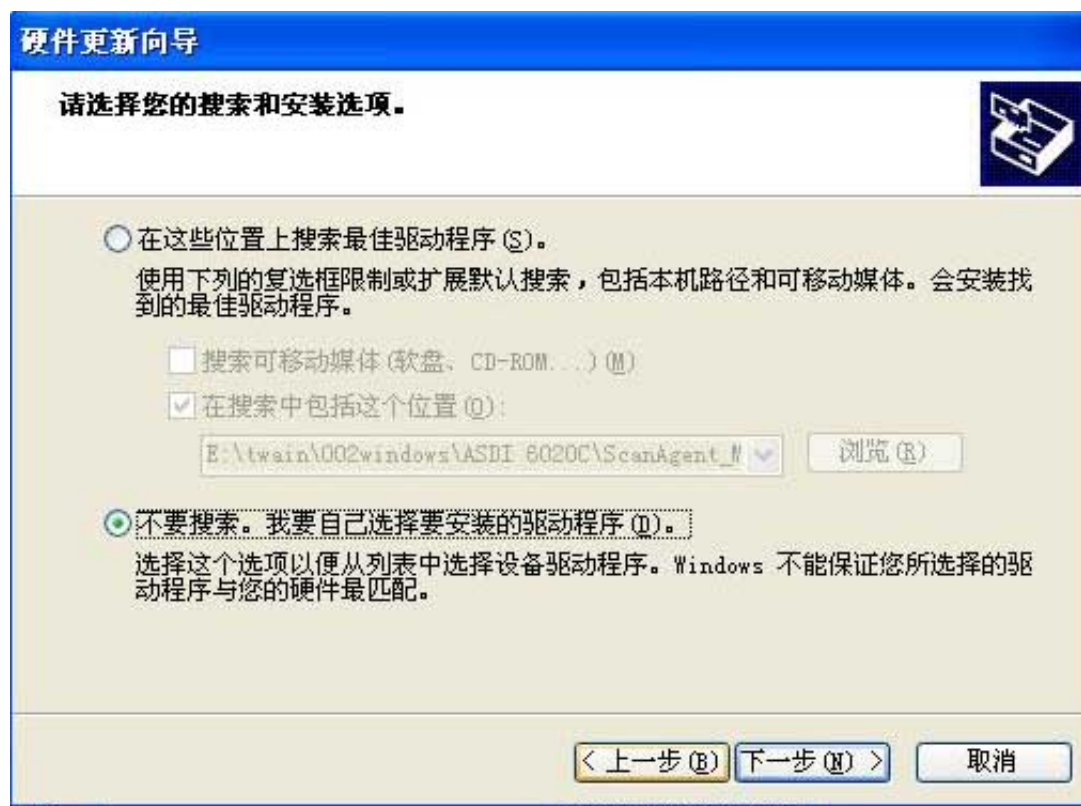 硬件更新向导
请选择您的搜索和安装选项。
在这些位置上搜索最佳驱动程序(S)。
使用下列的复选框限制或扩展默认搜索，包括本机路径和可移动媒体。会安装找
到的最佳驱动程序。
搜索可移动媒体(软盘、CD-ROM...)(M)
在搜索中包括这个位置(O):
E:\twain\002windows\ASDI 6020C\ScanAgent_M
浏览(R)
不要搜索。我要自己选择要安装的驱动程序(D)。
选择这个选项以便从列表中选择设备驱动程序。Windows 不能保证您所选择的驱
动程序与您的硬件最匹配。
< 上一步(B) 下一步(N) > 取消